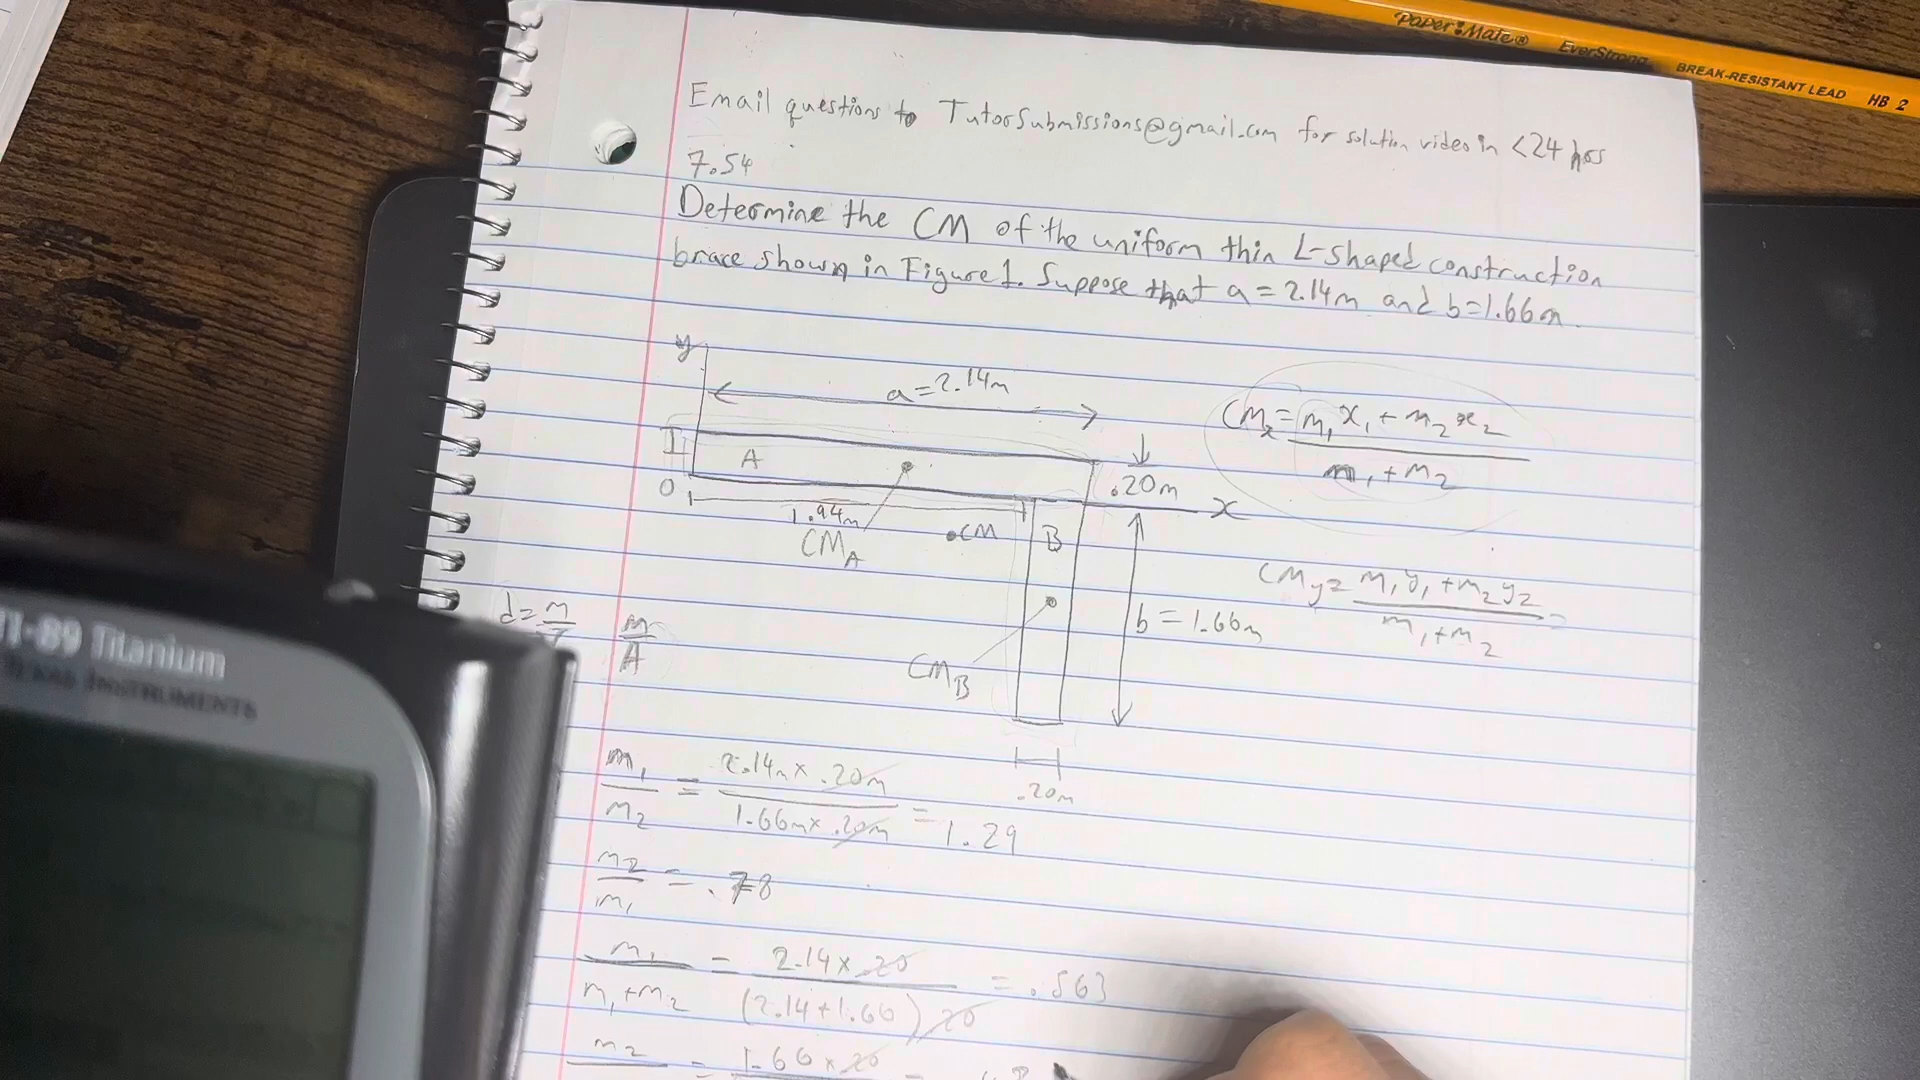 Paper Mate® EverStrong BREAK-RESISTANT LEAD HB 2
Email questions to TutorSubmissions@gmail.com for solution video in <24 hrs
7.54
Determine the CM of the uniform thin L-shaped construction
brace shown in Figure 1. Suppose that a = 2.14m and b=1.66m.
y
a=2.14m
CMx = m1x1 + m2x2
m1 + m2
A
.20m
O
x
1.94m
CMA
CM
B
CMy = m1y1 + m2y2 =
m1 + m2
b = 1.66m
d = m
m
A
CMB
TI-89 Titanium
TEXAS INSTRUMENTS
m1 = 2.14m x .20m
m2 1.66m x .20m = 1.29
.20m
m2 = .78
m1
m1 = 2.14 x .20 = .563
m1 + m2 (2.14+1.66) .20
m2 = 1.66 x .20 =